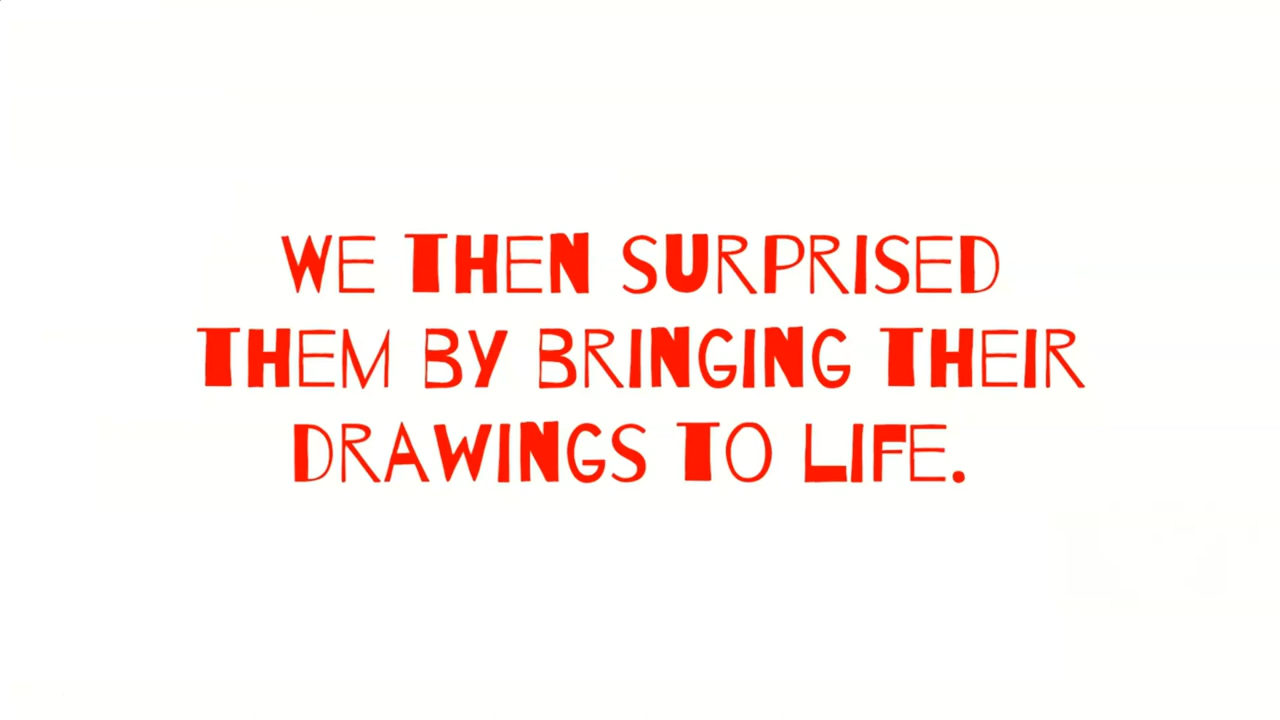 WE THEN SURPRISED
THEM BY BRINGING THEIR
DRAWINGS TO LIFE.